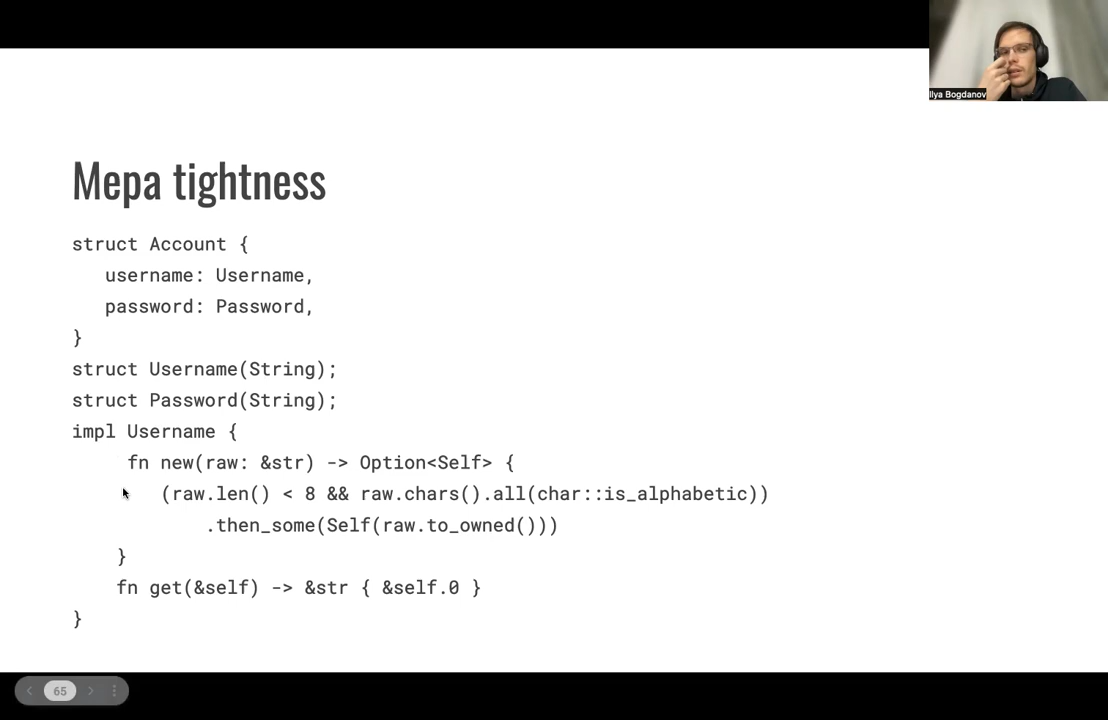 Ilya Bogdanov
Мера tightness
struct Account {
username: Username,
password: Password,
}
struct Username(String);
struct Password(String);
impl Username {
fn new(raw: &str) -> Option<Self> {
(raw.len() < 8 && raw.chars().all(char::is_alphabetic))
.then_some(Self(raw.to_owned()))
}
fn get(&self) -> &str { &self.0 }
}
65